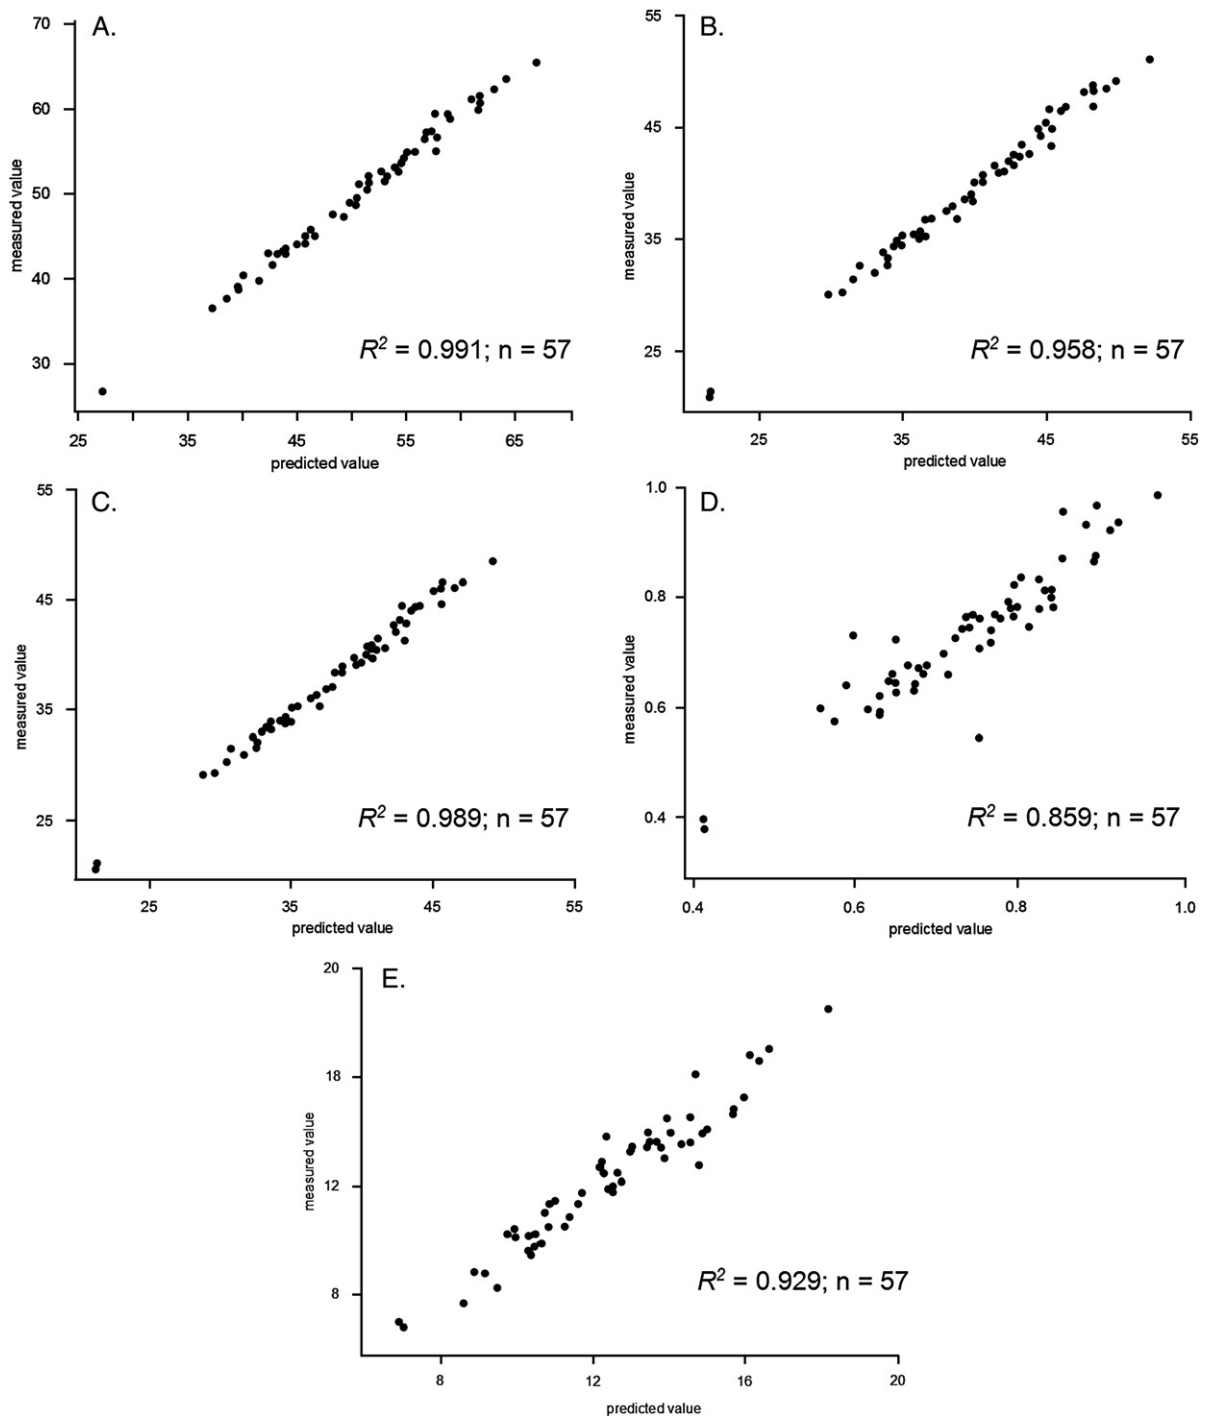 A.
70
60
50
40
30
measured value
25 35 45 55 65
predicted value
R² = 0.991; n = 57
B.
55
45
35
25
measured value
25 35 45 55
predicted value
R² = 0.958; n = 57
C.
55
45
35
25
measured value
25 35 45 55
predicted value
R² = 0.989; n = 57
D.
1.0
0.8
0.6
0.4
measured value
0.4 0.6 0.8 1.0
predicted value
R² = 0.859; n = 57
E.
20
18
12
8
measured value
8 12 16 20
predicted value
R² = 0.929; n = 57